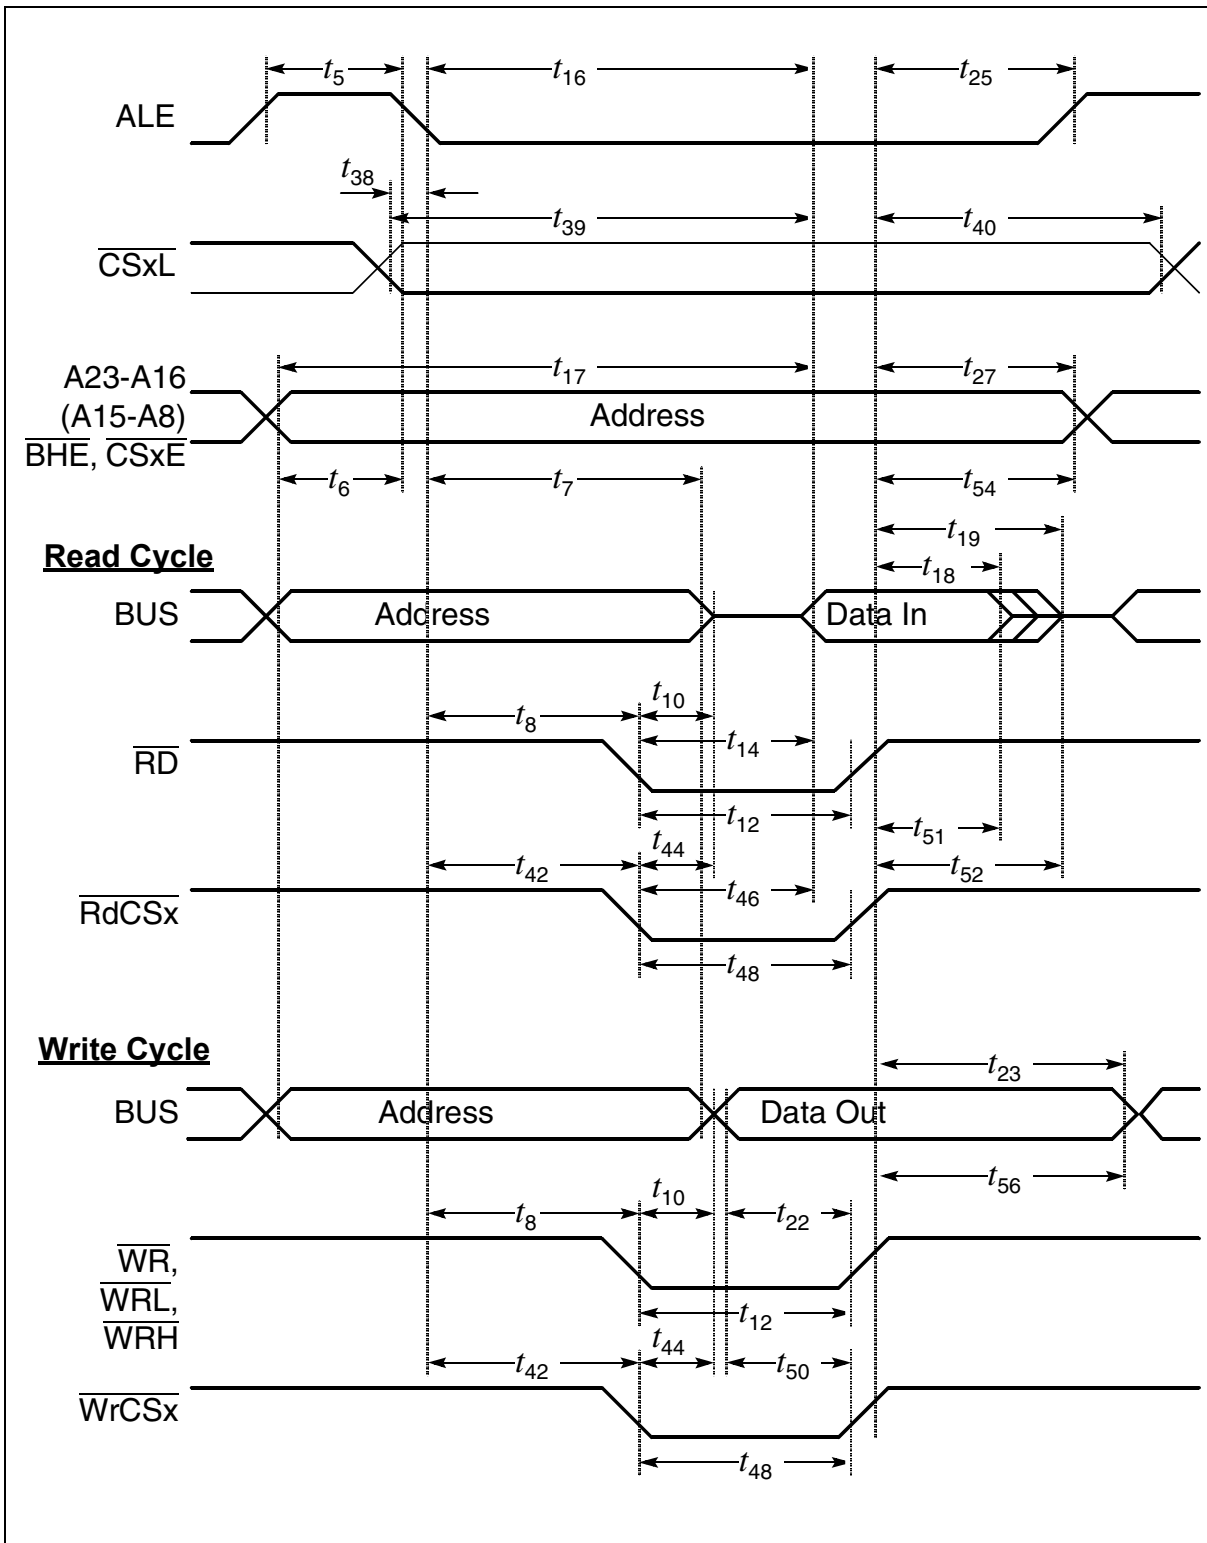 t5 t16 t25
ALE
t38
t39 t40
CSxL
A23-A16 t17 t27
(A15-A8) Address
BHE, CSxE
t6 t7 t54
t19
Read Cycle
t18
BUS Address Data In
t10
t8
t14
RD
t12 t51
t44
t42 t52
t46
RdCSx
t48
Write Cycle
t23
BUS Address Data Out
t56
t10
t8 t22
WR,
WRL,
t12
WRH
t44
t42 t50
WrCSx
t48